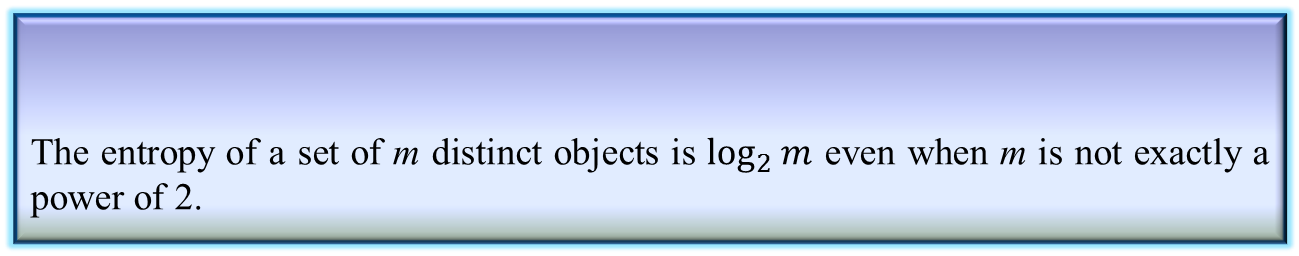 The entropy of a set of m distinct objects is log₂ m even when m is not exactly a
power of 2.